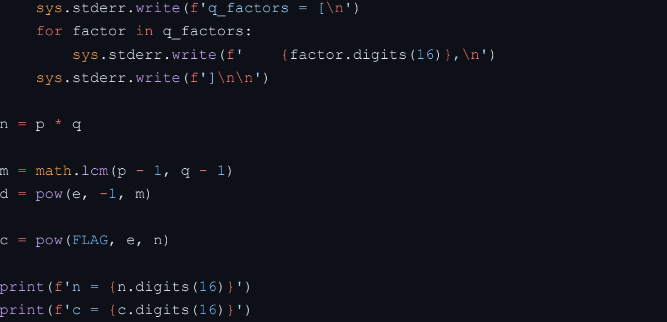 sys.stderr.write(f'q_factors = [\n')
    for factor in q_factors:
        sys.stderr.write(f'    {factor.digits(16)},\n')
    sys.stderr.write(f']\n\n')

n = p * q

m = math.lcm(p - 1, q - 1)
d = pow(e, -1, m)

c = pow(FLAG, e, n)

print(f'n = {n.digits(16)}')
print(f'c = {c.digits(16)}')